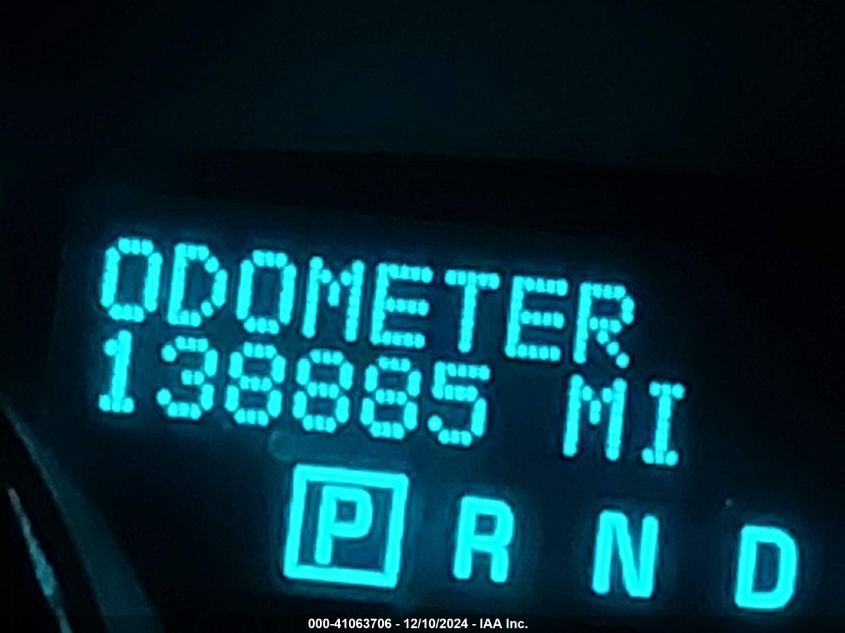 ODOMETER
138885 MI
P R N D
000-41063706 - 12/10/2024 - IAA Inc.